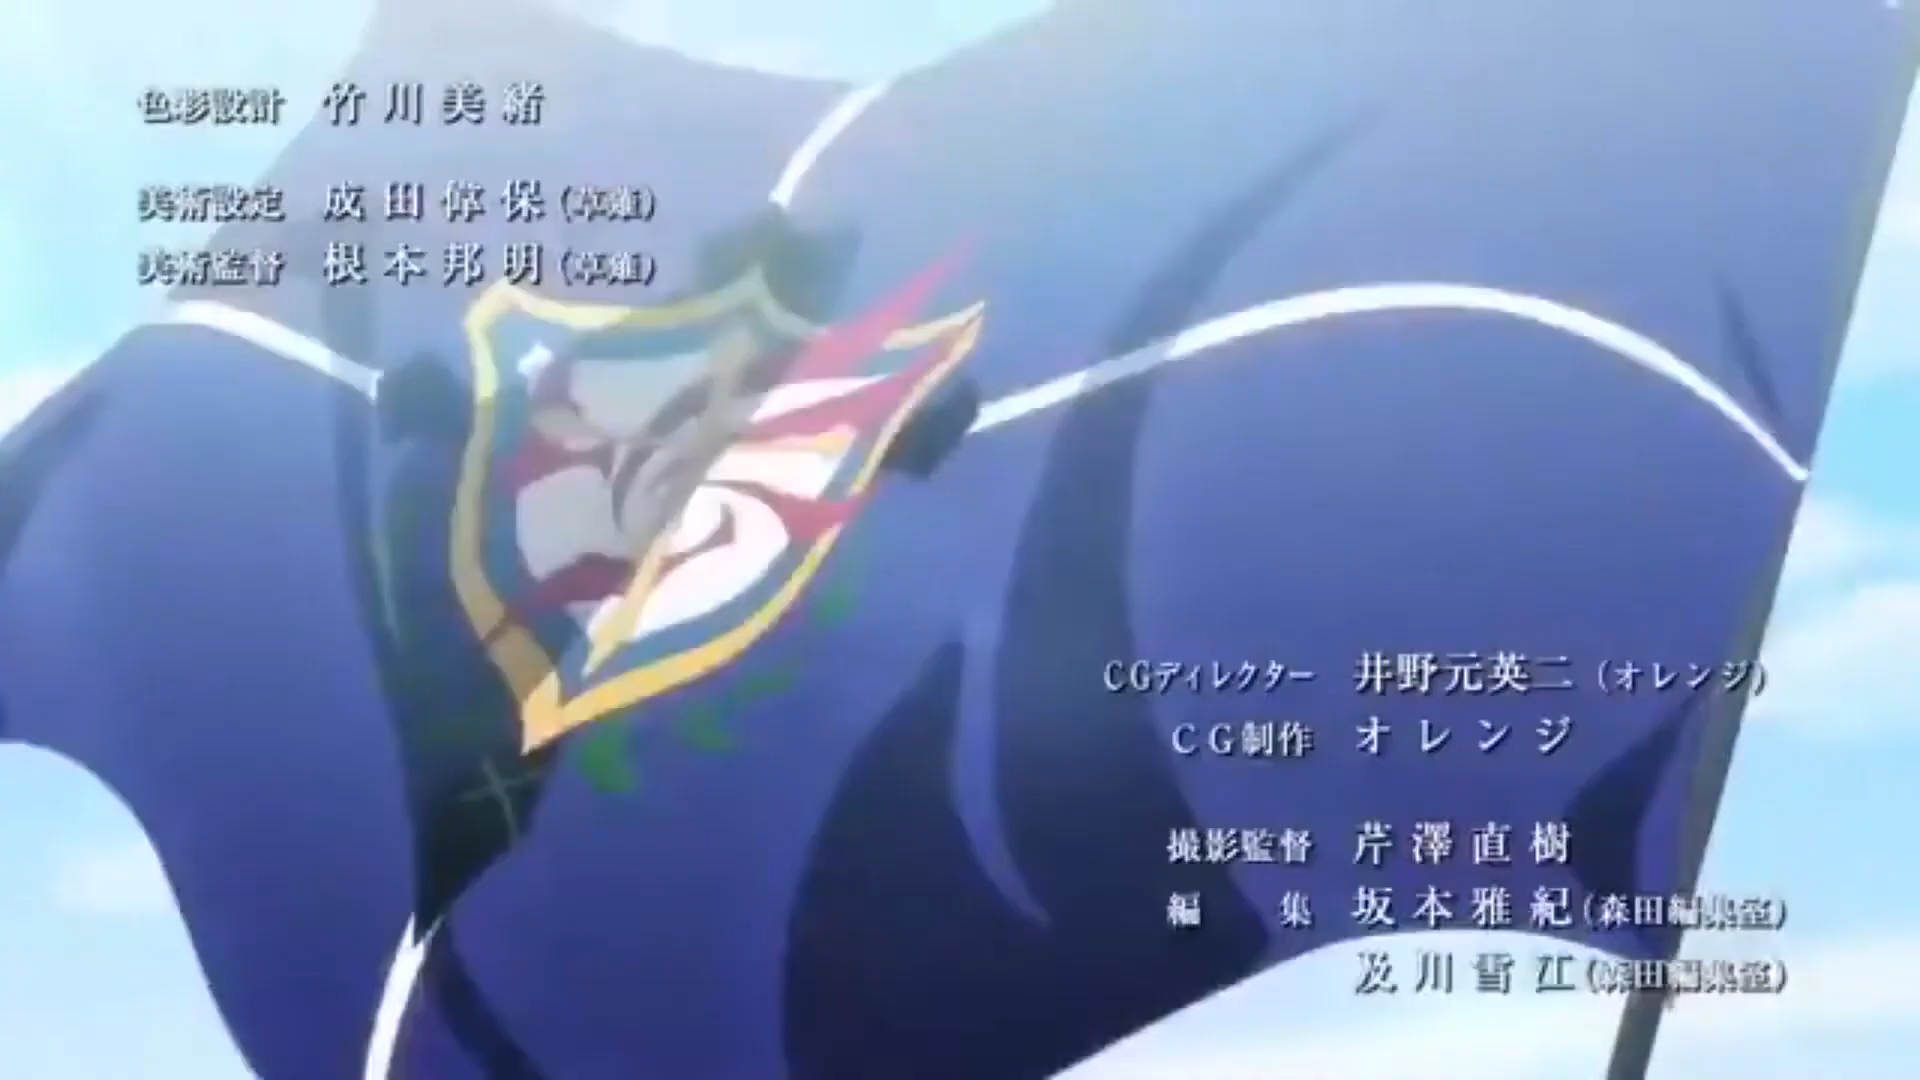 色彩設計 竹川美緒
美術設定 成田偉保(草薙)
美術監督 根本邦明(草薙)
CGディレクター 井野元英二(オレンジ)
CG制作 オレンジ
撮影監督 芹澤直樹
編集 坂本雅紀(森田編集室)
及川雪江(森田編集室)